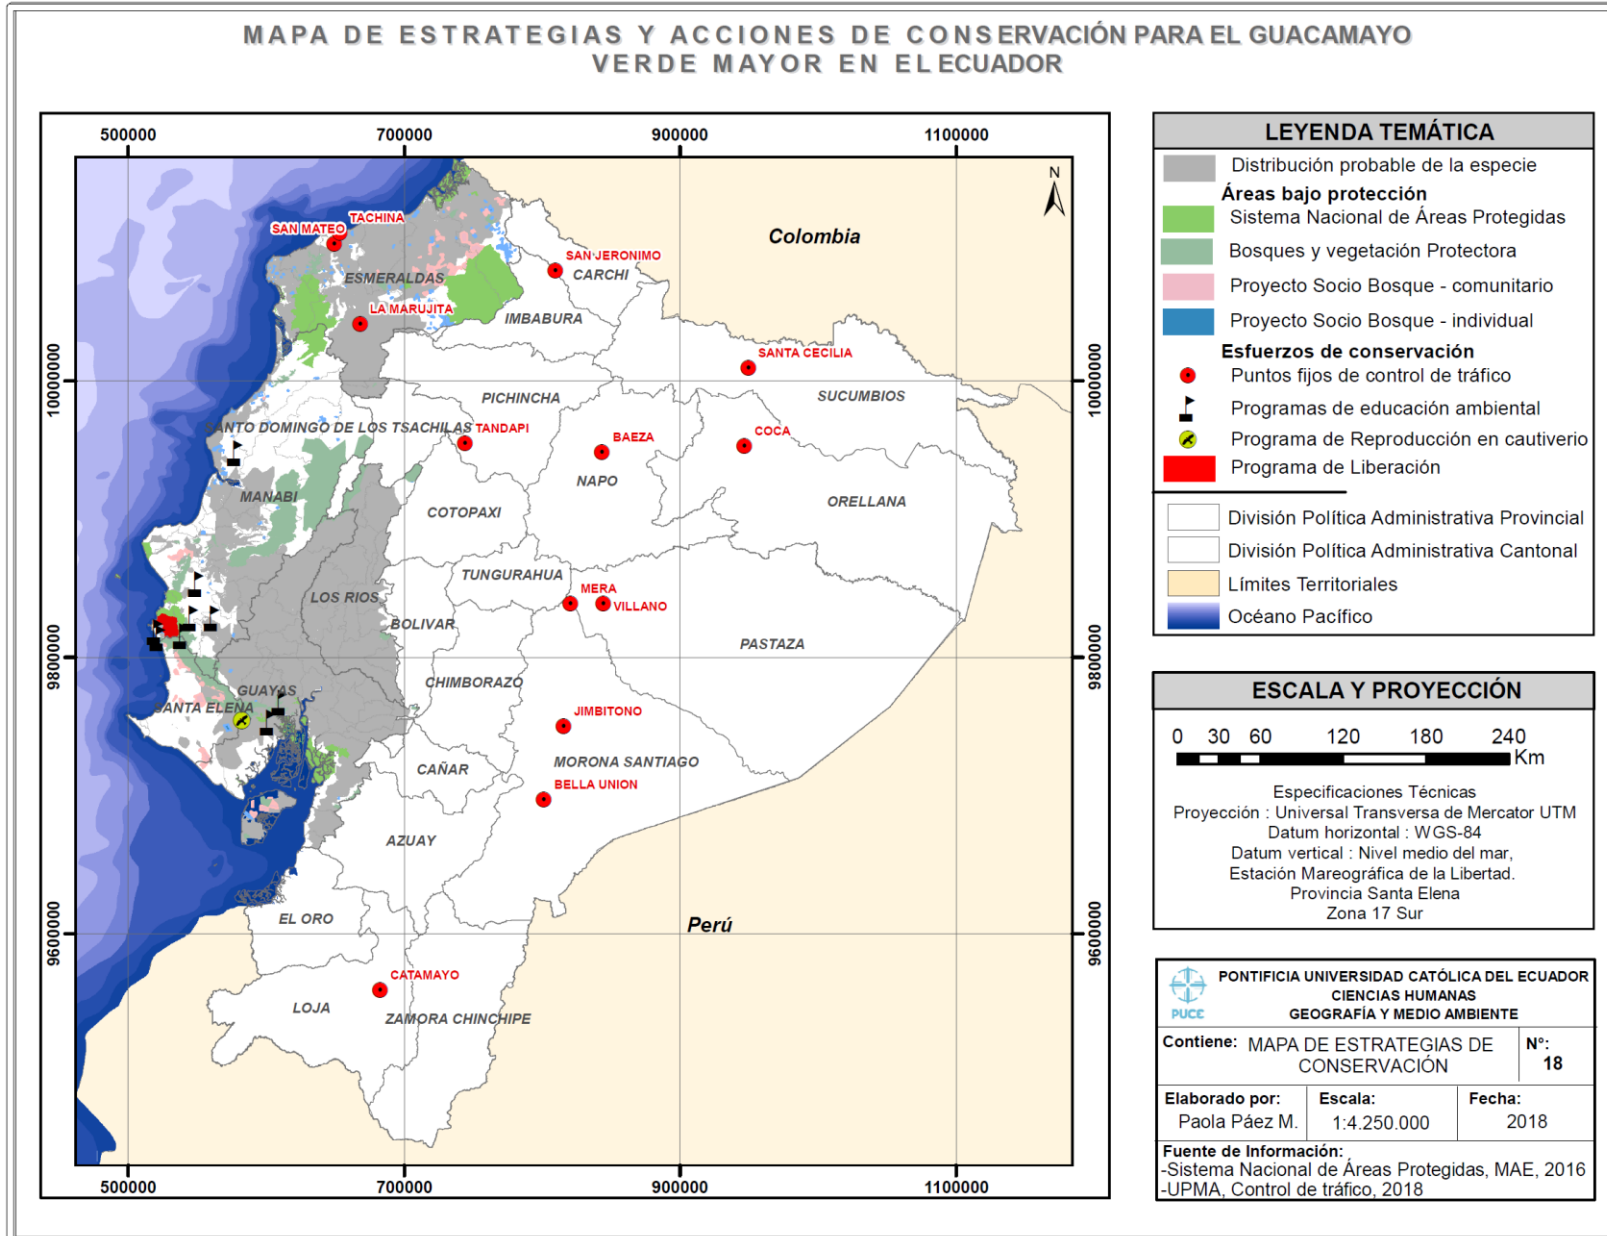 MAPA DE ESTRATEGIAS Y ACCIONES DE CONSERVACIÓN PARA EL GUACAMAYO
VERDE MAYOR EN EL ECUADOR
500000 700000 900000 1100000
N
Colombia
TACHINA
SAN MATEO
SAN JERONIMO
CARCHI
ESMERALDAS
LA MARUJITA
IMBABURA
SANTA CECILIA
10000000 10000000
PICHINCHA
SUCUMBIOS
SANTO DOMINGO DE LOS TSACHILAS
TANDAPI
BAEZA
COCA
NAPO
MANABI
ORELLANA
COTOPAXI
TUNGURAHUA
MERA
LOS RIOS
VILLANO
BOLIVAR
PASTAZA
9800000 9800000
CHIMBORAZO
GUAYAS
SANTA ELENA
JIMBITONO
MORONA SANTIAGO
CAÑAR
BELLA UNION
AZUAY
EL ORO
Perú
9600000 9600000
CATAMAYO
LOJA
ZAMORA CHINCHIPE
500000 700000 900000 1100000
LEYENDA TEMÁTICA
Distribución probable de la especie
Áreas bajo protección
Sistema Nacional de Áreas Protegidas
Bosques y vegetación Protectora
Proyecto Socio Bosque - comunitario
Proyecto Socio Bosque - individual
Esfuerzos de conservación
Puntos fijos de control de tráfico
Programas de educación ambiental
Programa de Reproducción en cautiverio
Programa de Liberación
División Política Administrativa Provincial
División Política Administrativa Cantonal
Límites Territoriales
Océano Pacífico
ESCALA Y PROYECCIÓN
0 30 60 120 180 240
Km
Especificaciones Técnicas
Proyección : Universal Transversa de Mercator UTM
Datum horizontal : WGS-84
Datum vertical : Nivel medio del mar,
Estación Mareográfica de la Libertad.
Provincia Santa Elena
Zona 17 Sur
PUCE
PONTIFICIA UNIVERSIDAD CATÓLICA DEL ECUADOR
CIENCIAS HUMANAS
GEOGRAFÍA Y MEDIO AMBIENTE
Contiene: MAPA DE ESTRATEGIAS DE
CONSERVACIÓN
Nº:
18
Elaborado por:
Paola Páez M.
Escala:
1:4.250.000
Fecha:
2018
Fuente de Información:
-Sistema Nacional de Áreas Protegidas, MAE, 2016
-UPMA, Control de tráfico, 2018